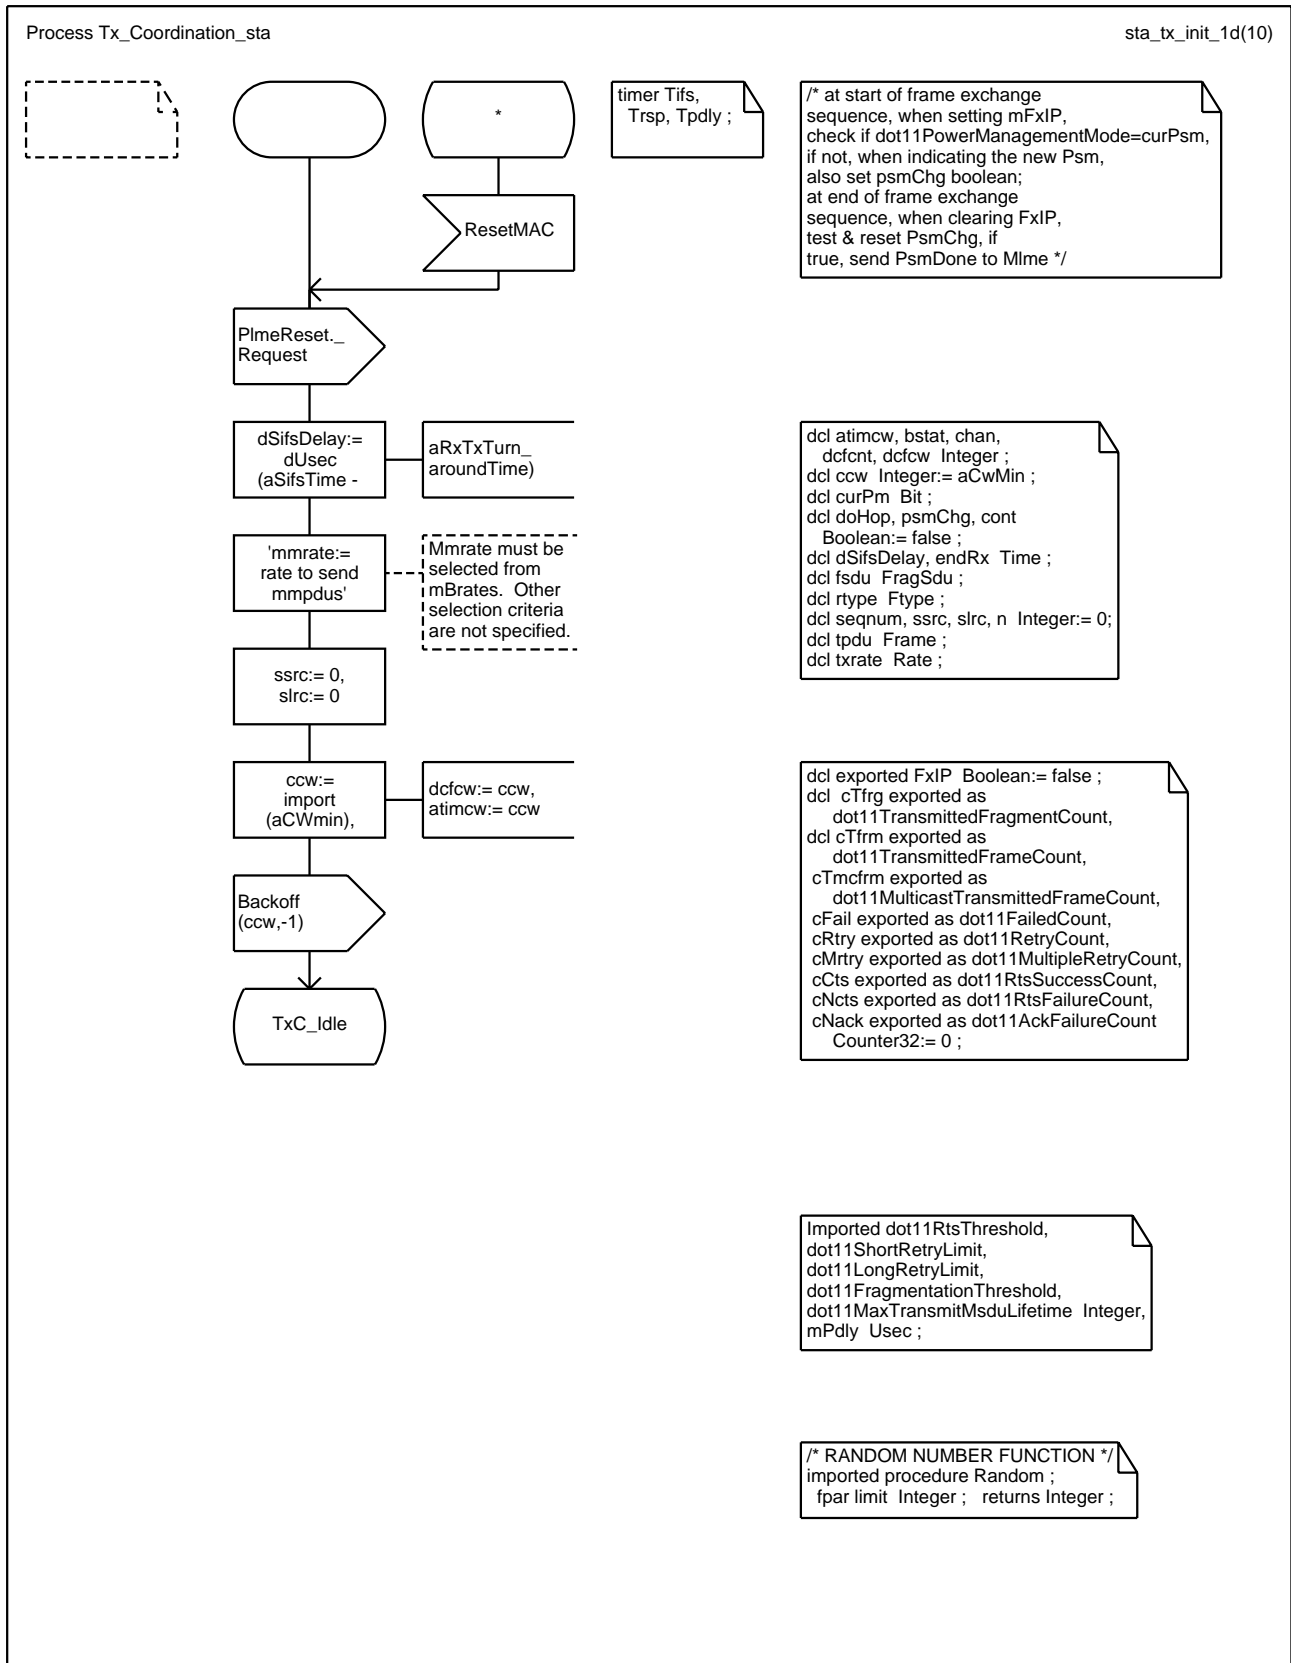 Process Tx_Coordination_sta
sta_tx_init_1d(10)
*
timer Tifs,
Trsp, Tpdly ;
/* at start of frame exchange
sequence, when setting mFxIP,
check if dot11PowerManagementMode=curPsm,
if not, when indicating the new Psm,
also set psmChg boolean;
at end of frame exchange
sequence, when clearing FxIP,
test & reset PsmChg, if
true, send PsmDone to Mlme */
ResetMAC
PlmeReset._
Request
dSifsDelay:=
dUsec
(aSifsTime -
aRxTxTurn_
aroundTime)
dcl atimcw, bstat, chan,
dcfcnt, dcfcw Integer ;
dcl ccw Integer:= aCwMin ;
dcl curPm Bit ;
dcl doHop, psmChg, cont
Boolean:= false ;
dcl dSifsDelay, endRx Time ;
dcl fsdu FragSdu ;
dcl rtype Ftype ;
dcl seqnum, ssrc, slrc, n Integer:= 0;
dcl tpdu Frame ;
dcl txrate Rate ;
'mmrate:=
rate to send
mmpdus'
Mmrate must be
selected from
mBrates. Other
selection criteria
are not specified.
ssrc:= 0,
slrc:= 0
ccw:=
import
(aCWmin),
dcfcw:= ccw,
atimcw:= ccw
dcl exported FxIP Boolean:= false ;
dcl cTfrg exported as
dot11TransmittedFragmentCount,
dcl cTfrm exported as
dot11TransmittedFrameCount,
cTmcfrm exported as
dot11MulticastTransmittedFrameCount,
cFail exported as dot11FailedCount,
cRtry exported as dot11RetryCount,
cMrtry exported as dot11MultipleRetryCount,
cCts exported as dot11RtsSuccessCount,
cNcts exported as dot11RtsFailureCount,
cNack exported as dot11AckFailureCount
Counter32:= 0 ;
Backoff
(ccw,-1)
TxC_Idle
Imported dot11RtsThreshold,
dot11ShortRetryLimit,
dot11LongRetryLimit,
dot11FragmentationThreshold,
dot11MaxTransmitMsduLifetime Integer,
mPdly Usec ;
/* RANDOM NUMBER FUNCTION */
imported procedure Random ;
fpar limit Integer ; returns Integer ;